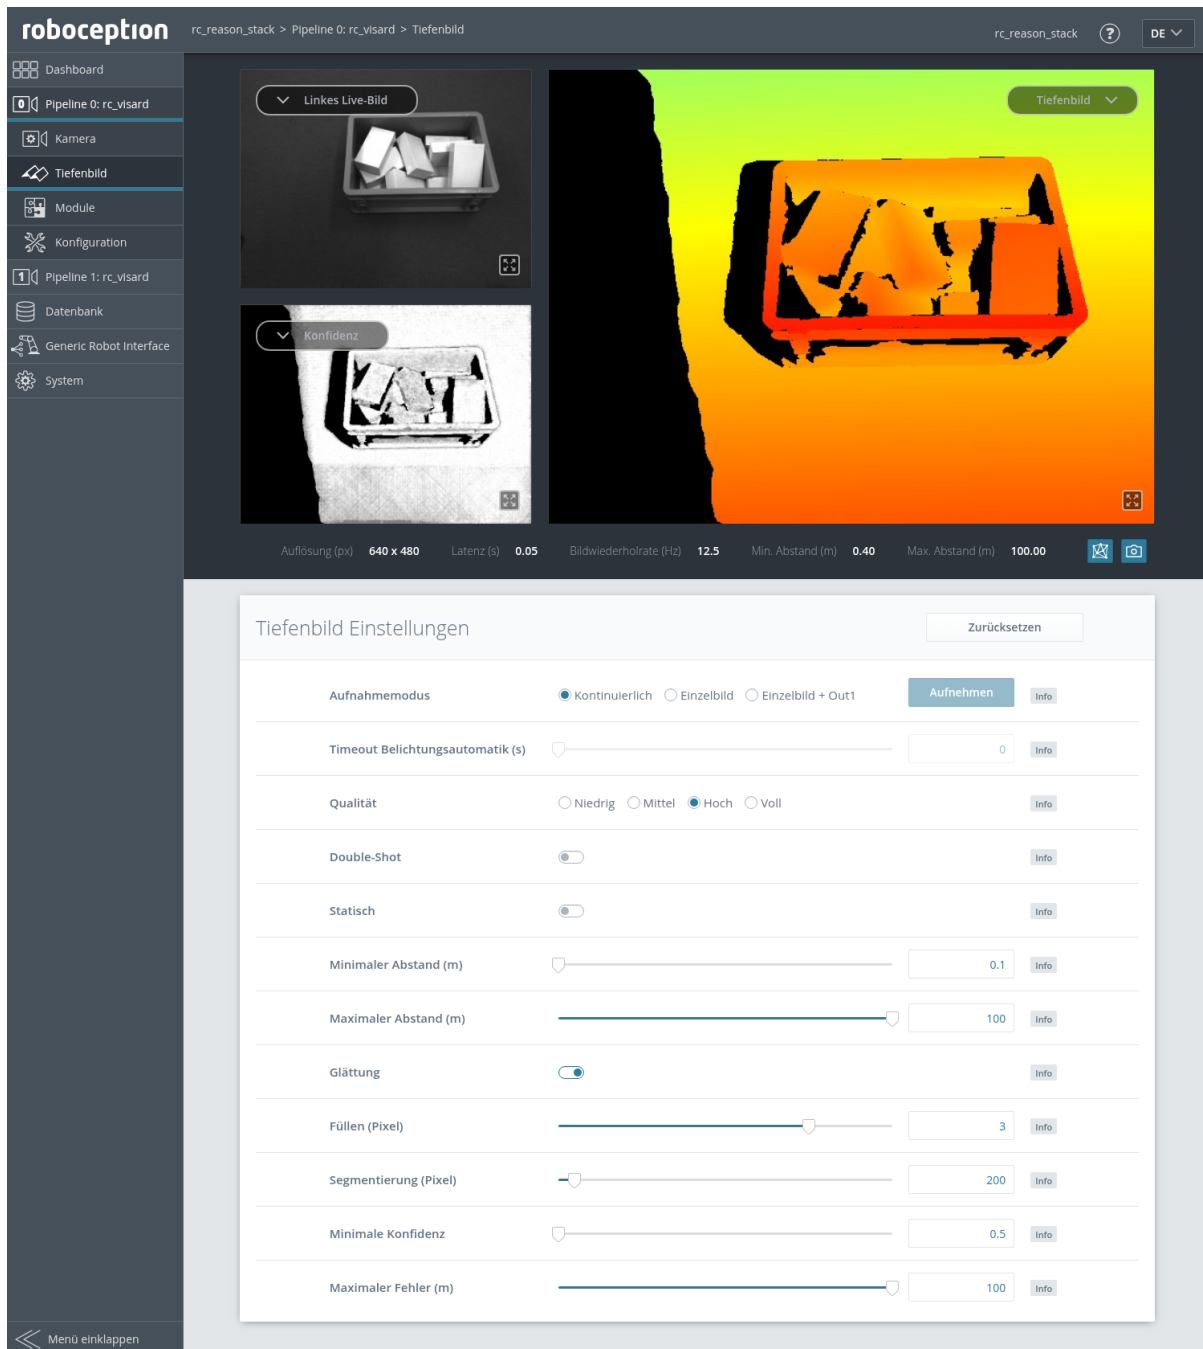 roboception
rc_reason_stack > Pipeline 0: rc_visard > Tiefenbild
rc_reason_stack ? DE
Dashboard
0 Pipeline 0: rc_visard
Kamera
Tiefenbild
Module
Konfiguration
1 Pipeline 1: rc_visard
Datenbank
Generic Robot Interface
System
Menü einklappen
Linkes Live-Bild
Konfidenz
Tiefenbild
Auflösung (px) 640 x 480 Latenz (s) 0.05 Bildwiederholrate (Hz) 12.5 Min. Abstand (m) 0.40 Max. Abstand (m) 100.00
Tiefenbild Einstellungen Zurücksetzen
Aufnahmemodus Kontinuierlich Einzelbild Einzelbild + Out1 Aufnehmen Info
Timeout Belichtungsautomatik (s) 0 Info
Qualität Niedrig Mittel Hoch Voll Info
Double-Shot Info
Statisch Info
Minimaler Abstand (m) 0.1 Info
Maximaler Abstand (m) 100 Info
Glättung Info
Füllen (Pixel) 3 Info
Segmentierung (Pixel) 200 Info
Minimale Konfidenz 0.5 Info
Maximaler Fehler (m) 100 Info